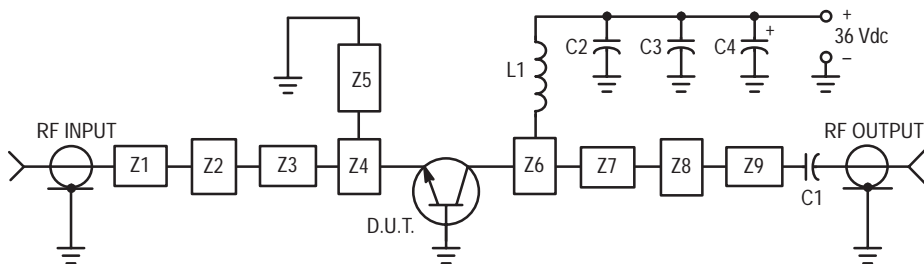 +
36 Vdc
–
C2
C3
C4
+
L1
Z5
RF INPUT
RF OUTPUT
Z1
Z2
Z3
Z4
Z6
Z7
Z8
Z9
C1
D.U.T.